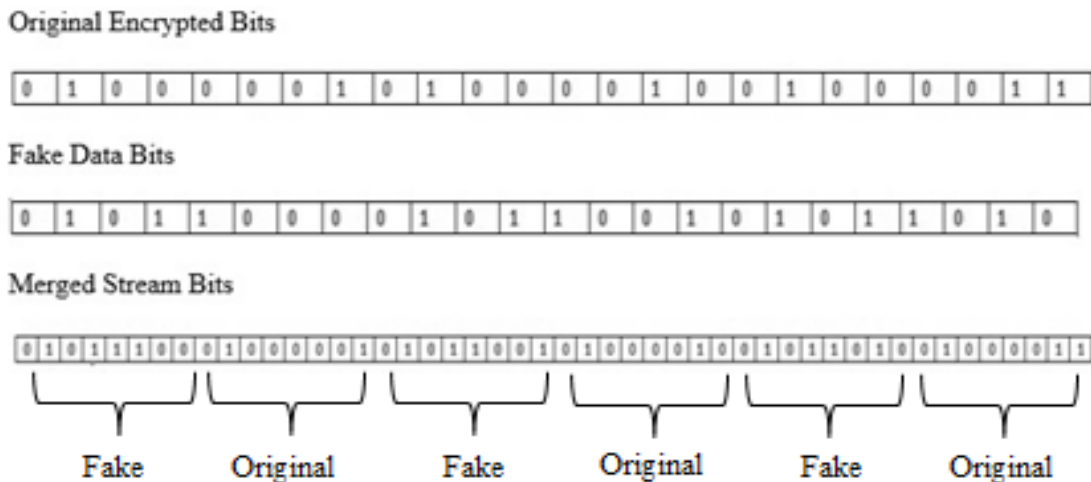 Original Encrypted Bits
0 1 0 0 0 0 0 1 0 1 0 0 0 0 1 0 0 1 0 0 0 0 1 1
Fake Data Bits
0 1 0 1 1 0 0 0 0 1 0 1 1 0 0 1 0 1 0 1 1 0 1 0
Merged Stream Bits
0 1 0 1 1 1 0 0 0 1 0 0 0 0 0 1 0 1 0 1 1 0 0 1 0 1 0 0 0 0 1 0 0 1 0 1 1 0 1 0 0 1 0 0 0 0 1 1
Fake Original Fake Original Fake Original